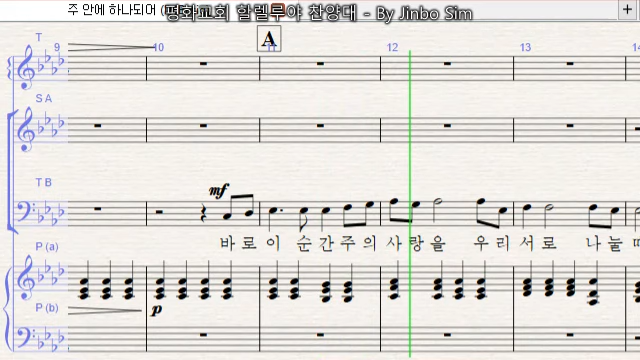 주 안에 하나되어
평화교회 할렐루야 찬양대 - By Jinbo Sim
+
T
9 10 A 11 12 13
S A
T B
mf
바 로 이 순 간 주 의 사 랑 을 우 리 서 로 나 눌
P (a)
p
P (b)